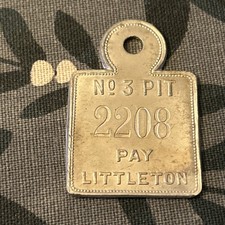 No 3 PIT
2208
PAY
LITTLETON